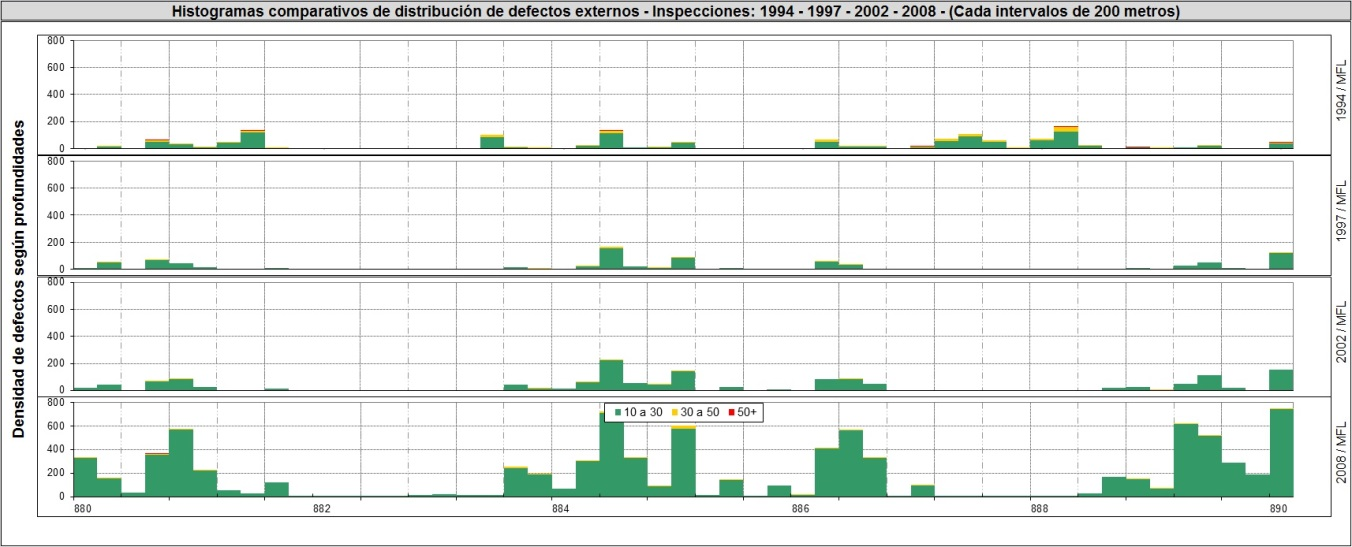 Histogramas comparativos de distribución de defectos externos - Inspecciones: 1994 - 1997 - 2002 - 2008 - (Cada intervalos de 200 metros)
Densidad de defectos según profundidades
800
600
400
200
0
1994 / MFL
800
600
400
200
0
1997 / MFL
800
600
400
200
0
2002 / MFL
800
600
400
200
0
10 a 30 30 a 50 50+
2008 / MFL
880 882 884 886 888 890